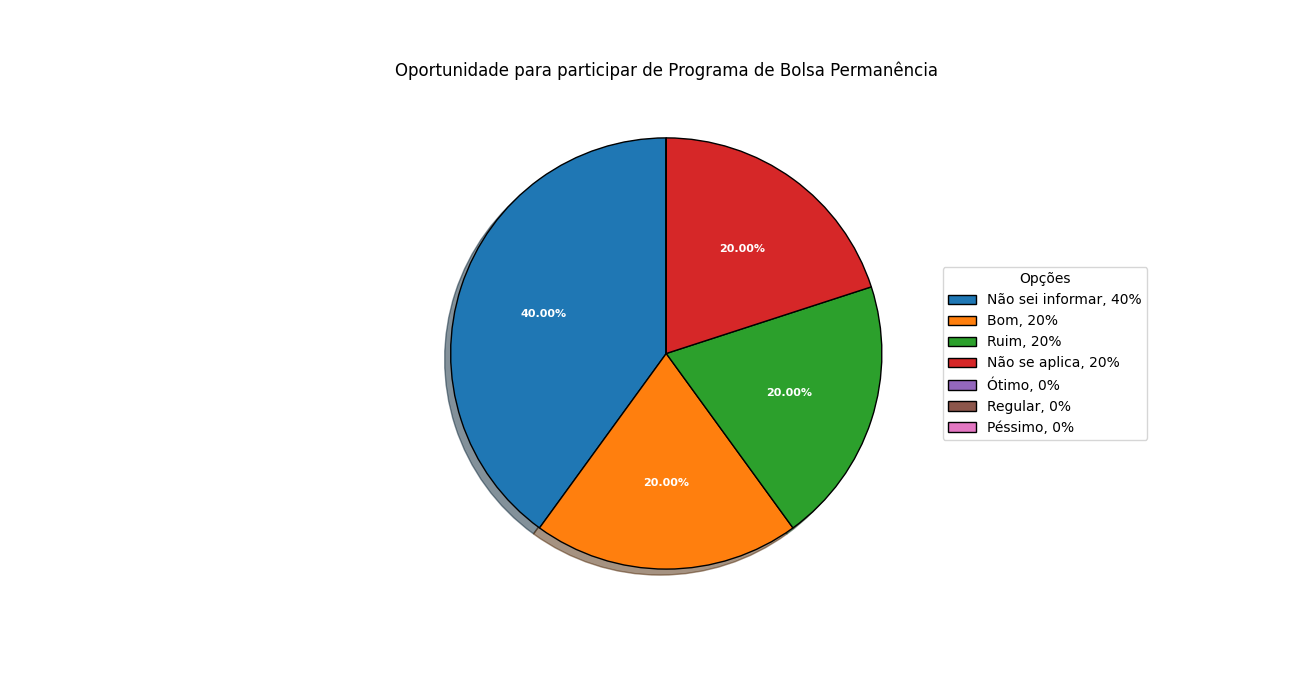 Oportunidade para participar de Programa de Bolsa Permanência
20.00%
40.00%
20.00%
20.00%
Opções
Não sei informar, 40%
Bom, 20%
Ruim, 20%
Não se aplica, 20%
Ótimo, 0%
Regular, 0%
Péssimo, 0%